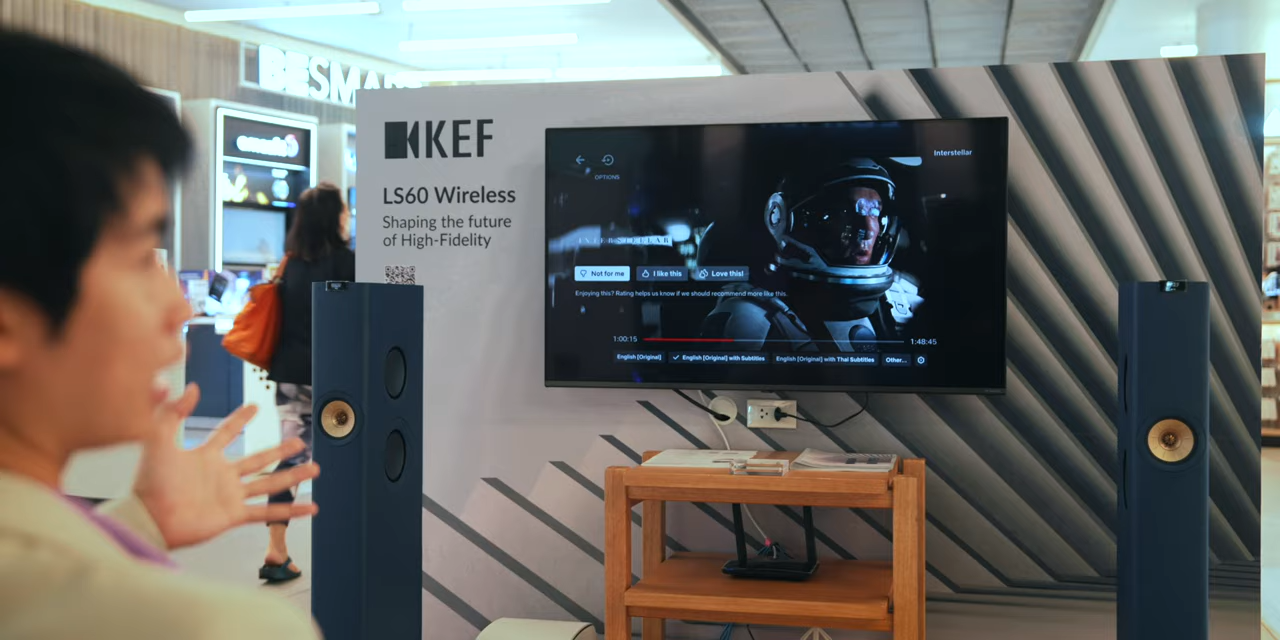 KEF
LS60 Wireless
Shaping the future
of High-Fidelity
OPTIONS
Interstellar
INTERSTELLAR
Not for me
I like this
Love this!
Enjoying this? Rating helps us know if we should recommend more like this.
1:00:15
1:48:45
English [Original]
English [Original] with Subtitles
English [Original] with Thai Subtitles
Other...